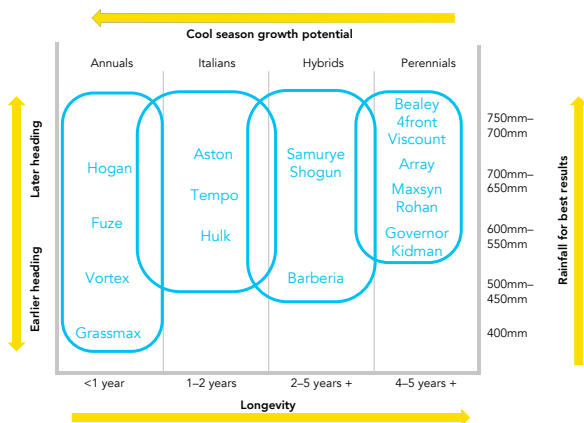 Cool season growth potential
Annuals
Italians
Hybrids
Perennials
Later heading
Earlier heading
Hogan
Fuze
Vortex
Grassmax
Aston
Tempo
Hulk
Samurye
Shogun
Barberia
Bealey
4front
Viscount
Array
Maxsyn
Rohan
Governor
Kidman
750mm–
700mm
700mm–
650mm
600mm–
550mm
500mm–
450mm
400mm
Rainfall for best results
<1 year
1–2 years
2–5 years +
4–5 years +
Longevity